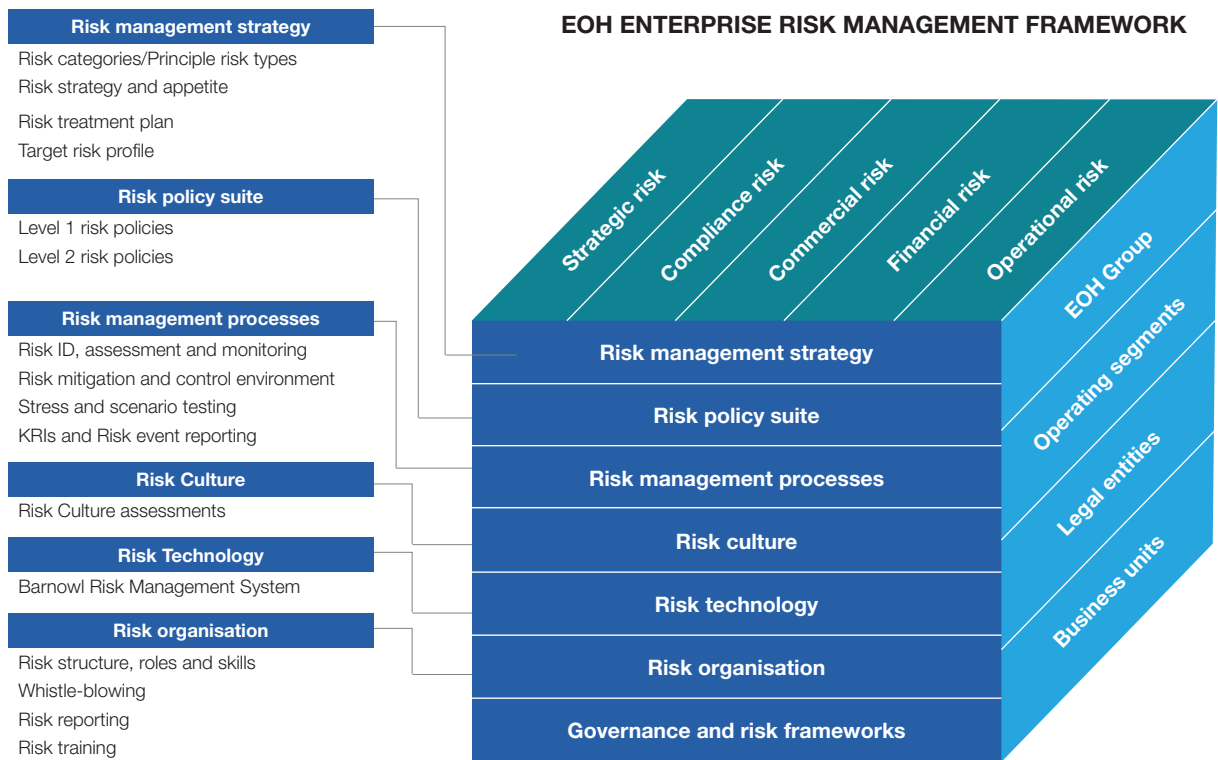 EOH ENTERPRISE RISK MANAGEMENT FRAMEWORK
Risk management strategy
Risk categories/Principle risk types
Risk strategy and appetite
Risk treatment plan
Target risk profile
Risk policy suite
Level 1 risk policies
Level 2 risk policies
Risk management processes
Risk ID, assessment and monitoring
Risk mitigation and control environment
Stress and scenario testing
KRIs and Risk event reporting
Risk Culture
Risk Culture assessments
Risk Technology
Barnowl Risk Management System
Risk organisation
Risk structure, roles and skills
Whistle-blowing
Risk reporting
Risk training
Strategic risk
Compliance risk
Commercial risk
Financial risk
Operational risk
EOH Group
Operating segments
Legal entities
Business units
Risk management strategy
Risk policy suite
Risk management processes
Risk culture
Risk technology
Risk organisation
Governance and risk frameworks